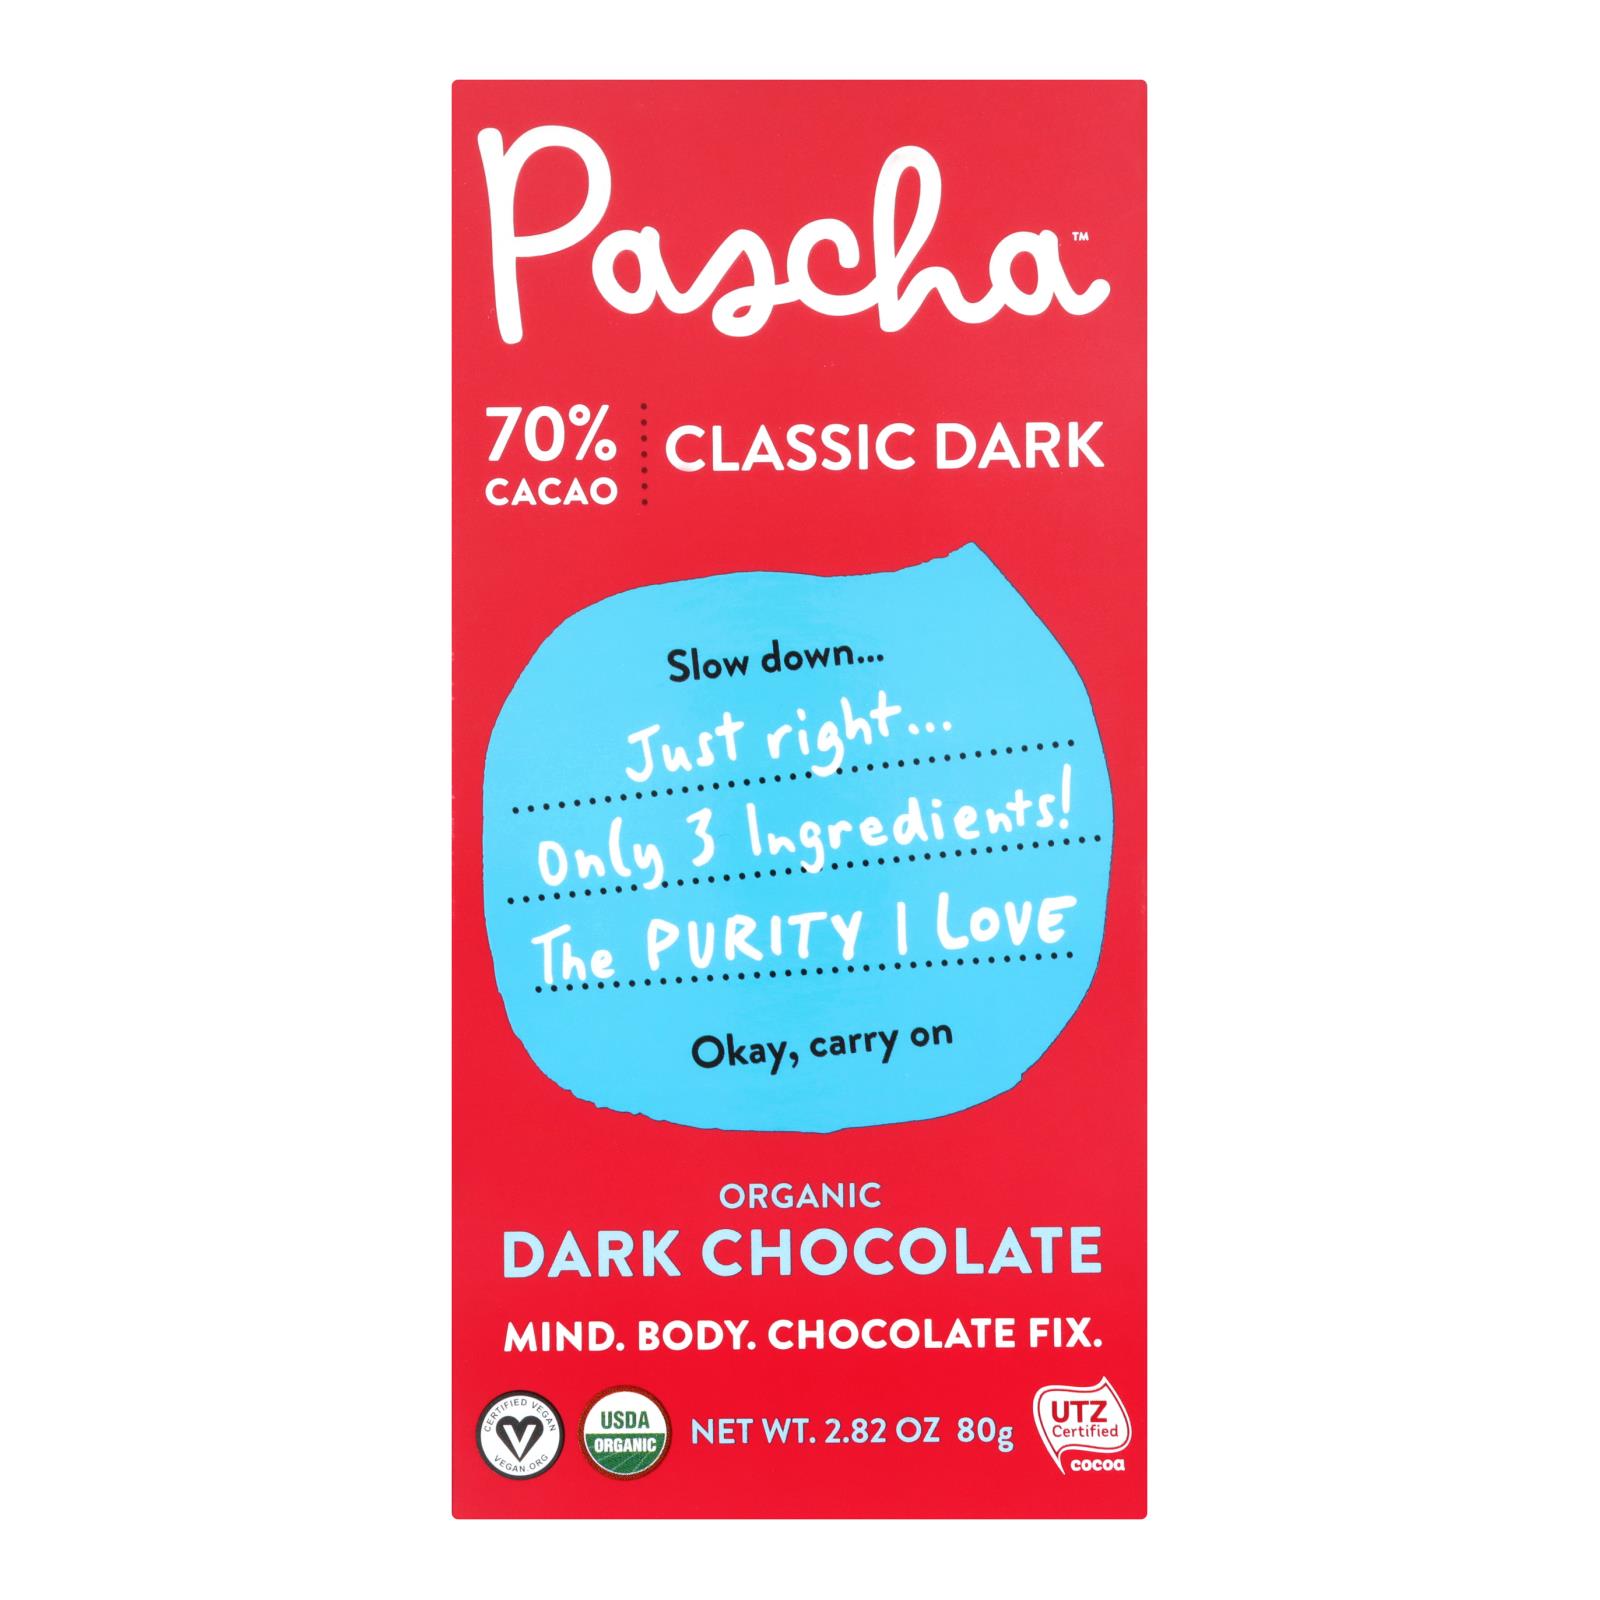 Pascha™
70%
CACAO
CLASSIC DARK
Slow down...
Just right...
Only 3 Ingredients!
The PURITY I LOVE
Okay, carry on
ORGANIC
DARK CHOCOLATE
MIND. BODY. CHOCOLATE FIX.
CERTIFIED VEGAN
VEGAN.ORG
USDA
ORGANIC
NET WT. 2.82 OZ 80g
UTZ
Certified
cocoa